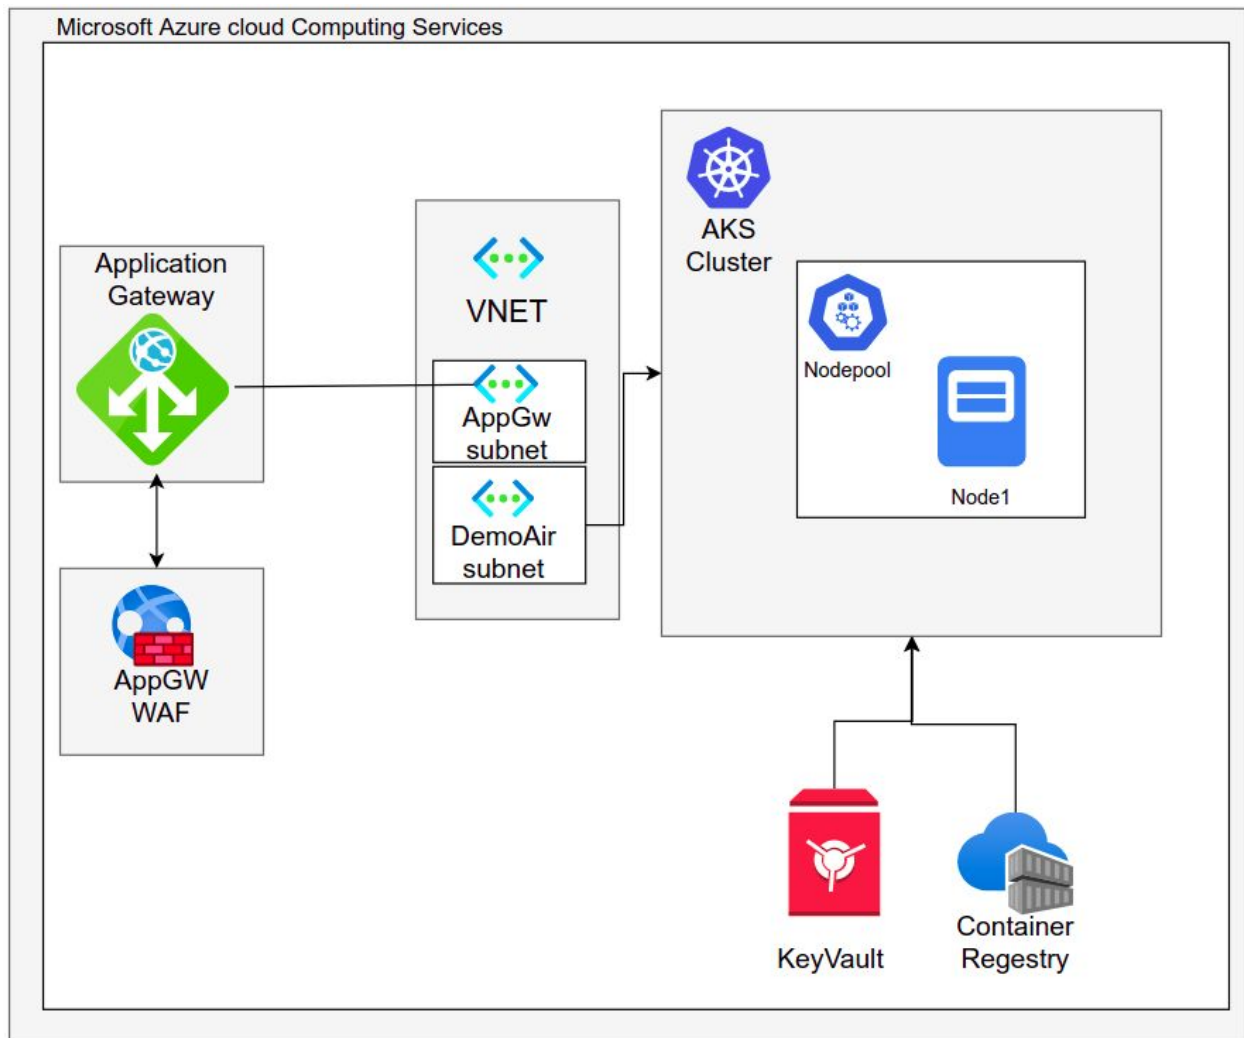 Microsoft Azure cloud Computing Services
Application
Gateway
AppGW
WAF
VNET
AppGw
subnet
DemoAir
subnet
AKS
Cluster
Nodepool
Node1
KeyVault
Container
Regestry